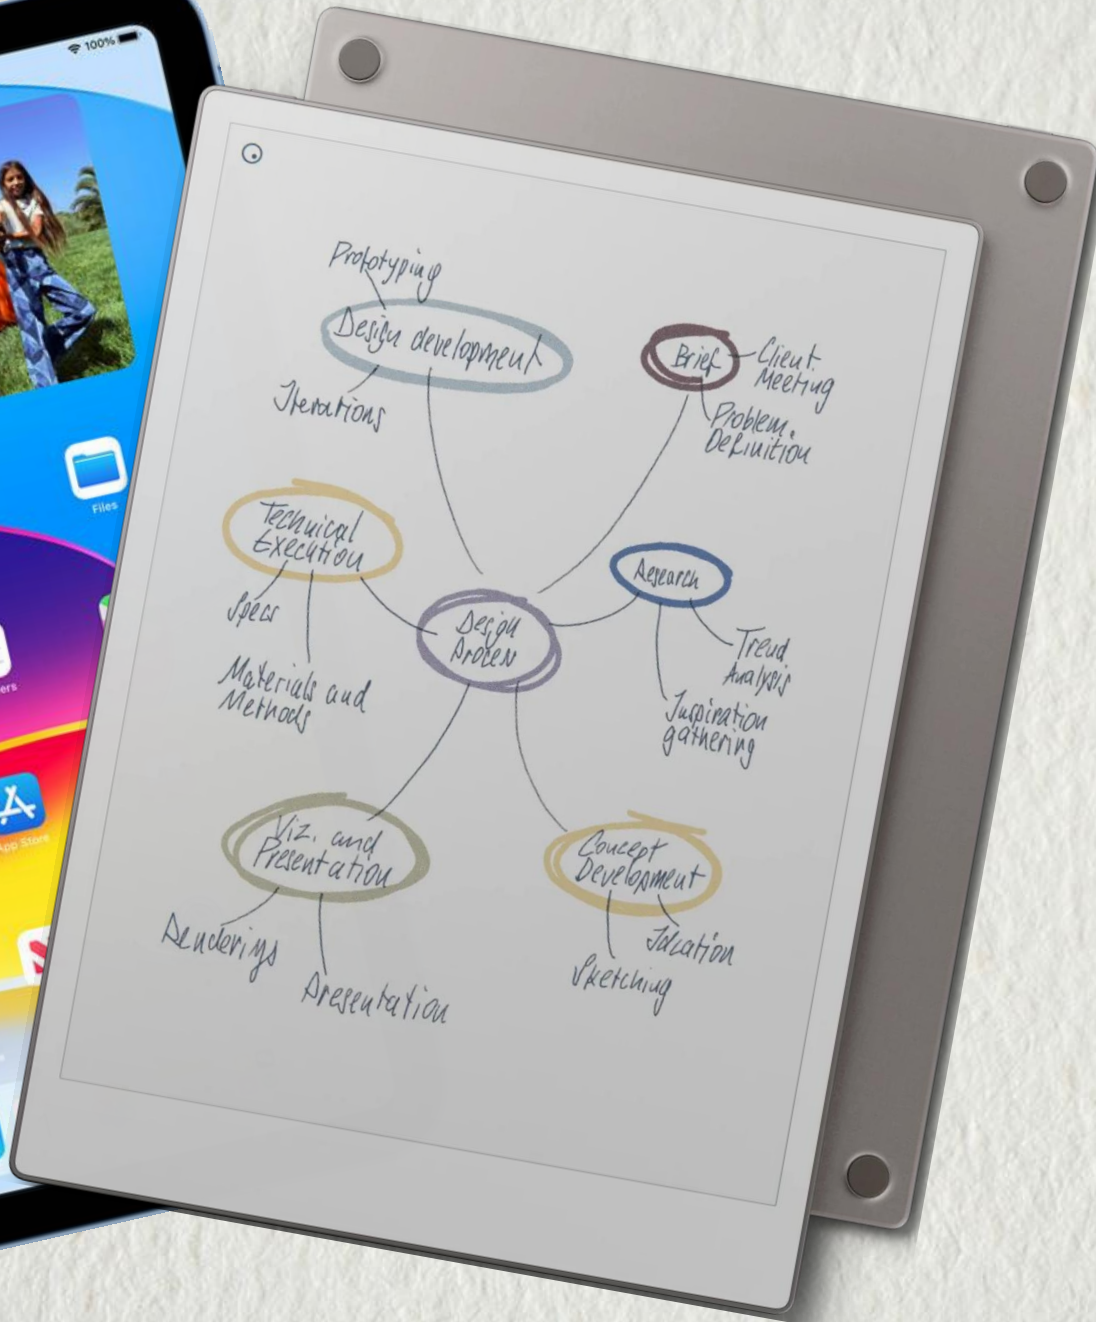 100%
Files
ers
App Store
Prototyping
Design development
Iterations
Brief
Client
Meeting
Problem
Definition
Technical
Execution
Specs
Materials and
Methods
Design
Process
Research
Trend
Analysis
Inspiration
gathering
Viz. and
Presentation
Renderings
Presentation
Concept
Development
Ideation
Sketching